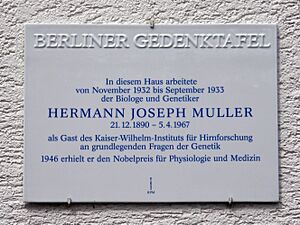 BERLINER GEDENKTAFEL
In diesem Haus arbeitete
von November 1932 bis September 1933
der Biologe und Genetiker
HERMANN JOSEPH MULLER
21.12.1890 – 5.4.1967
als Gast des Kaiser-Wilhelm-Instituts für Hirnforschung
an grundlegenden Fragen der Genetik
1946 erhielt er den Nobelpreis für Physiologie und Medizin
KPM